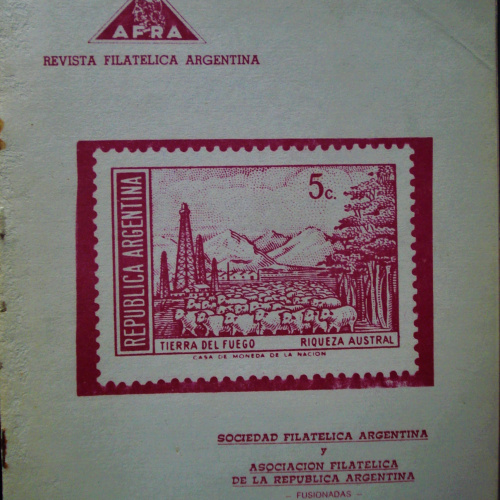 AFRA
REVISTA FILATELICA ARGENTINA
REPUBLICA ARGENTINA
5c.
TIERRA DEL FUEGO RIQUEZA AUSTRAL
CASA DE MONEDA DE LA NACION
SOCIEDAD FILATELICA ARGENTINA
y
ASOCIACION FILATELICA
DE LA REPUBLICA ARGENTINA
- FUSIONADAS -